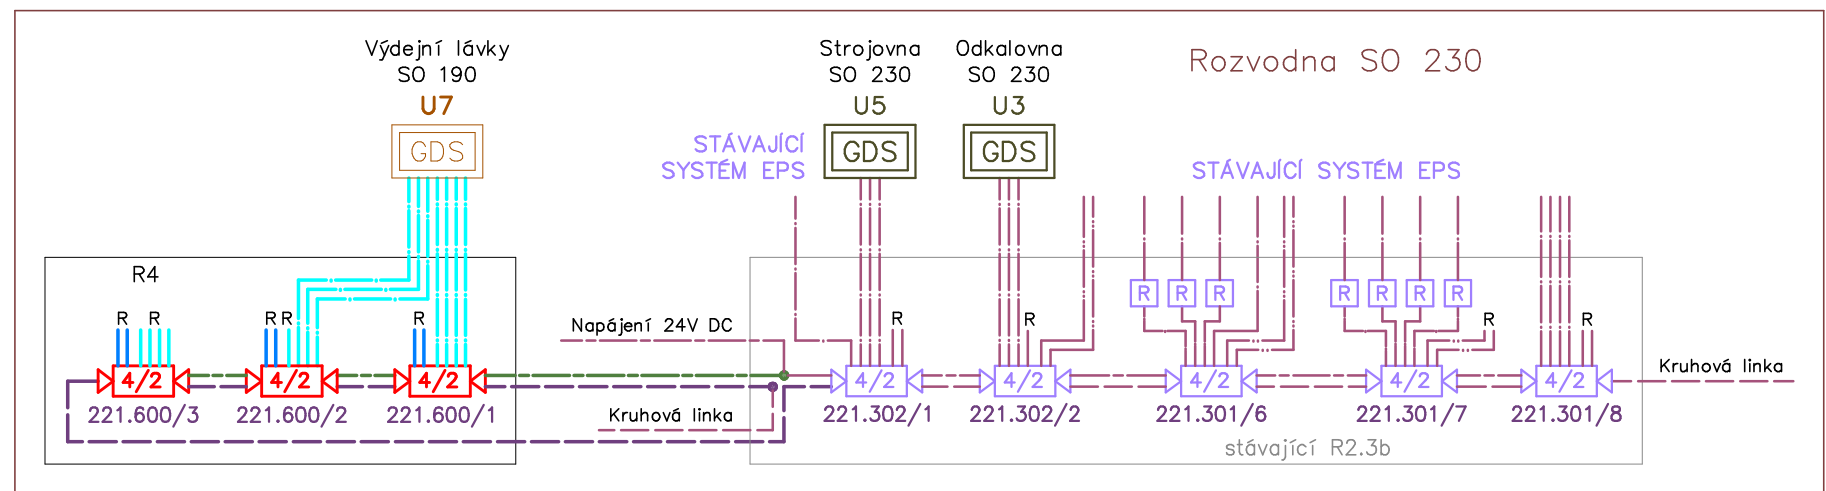 Výdejní lávky
SO 190
U7
GDS
Strojovna
SO 230
U5
GDS
Odkalovna
SO 230
U3
GDS
Rozvodna SO 230
STÁVAJÍCÍ
SYSTÉM EPS
STÁVAJÍCÍ SYSTÉM EPS
R4
R R R R R
Napájení 24V DC
R R
R R R R R R R
R R
4/2 4/2 4/2
221.600/3 221.600/2 221.600/1
Kruhová linka
4/2 4/2 4/2 4/2 4/2
221.302/1 221.302/2 221.301/6 221.301/7 221.301/8
Kruhová linka
stávající R2.3b